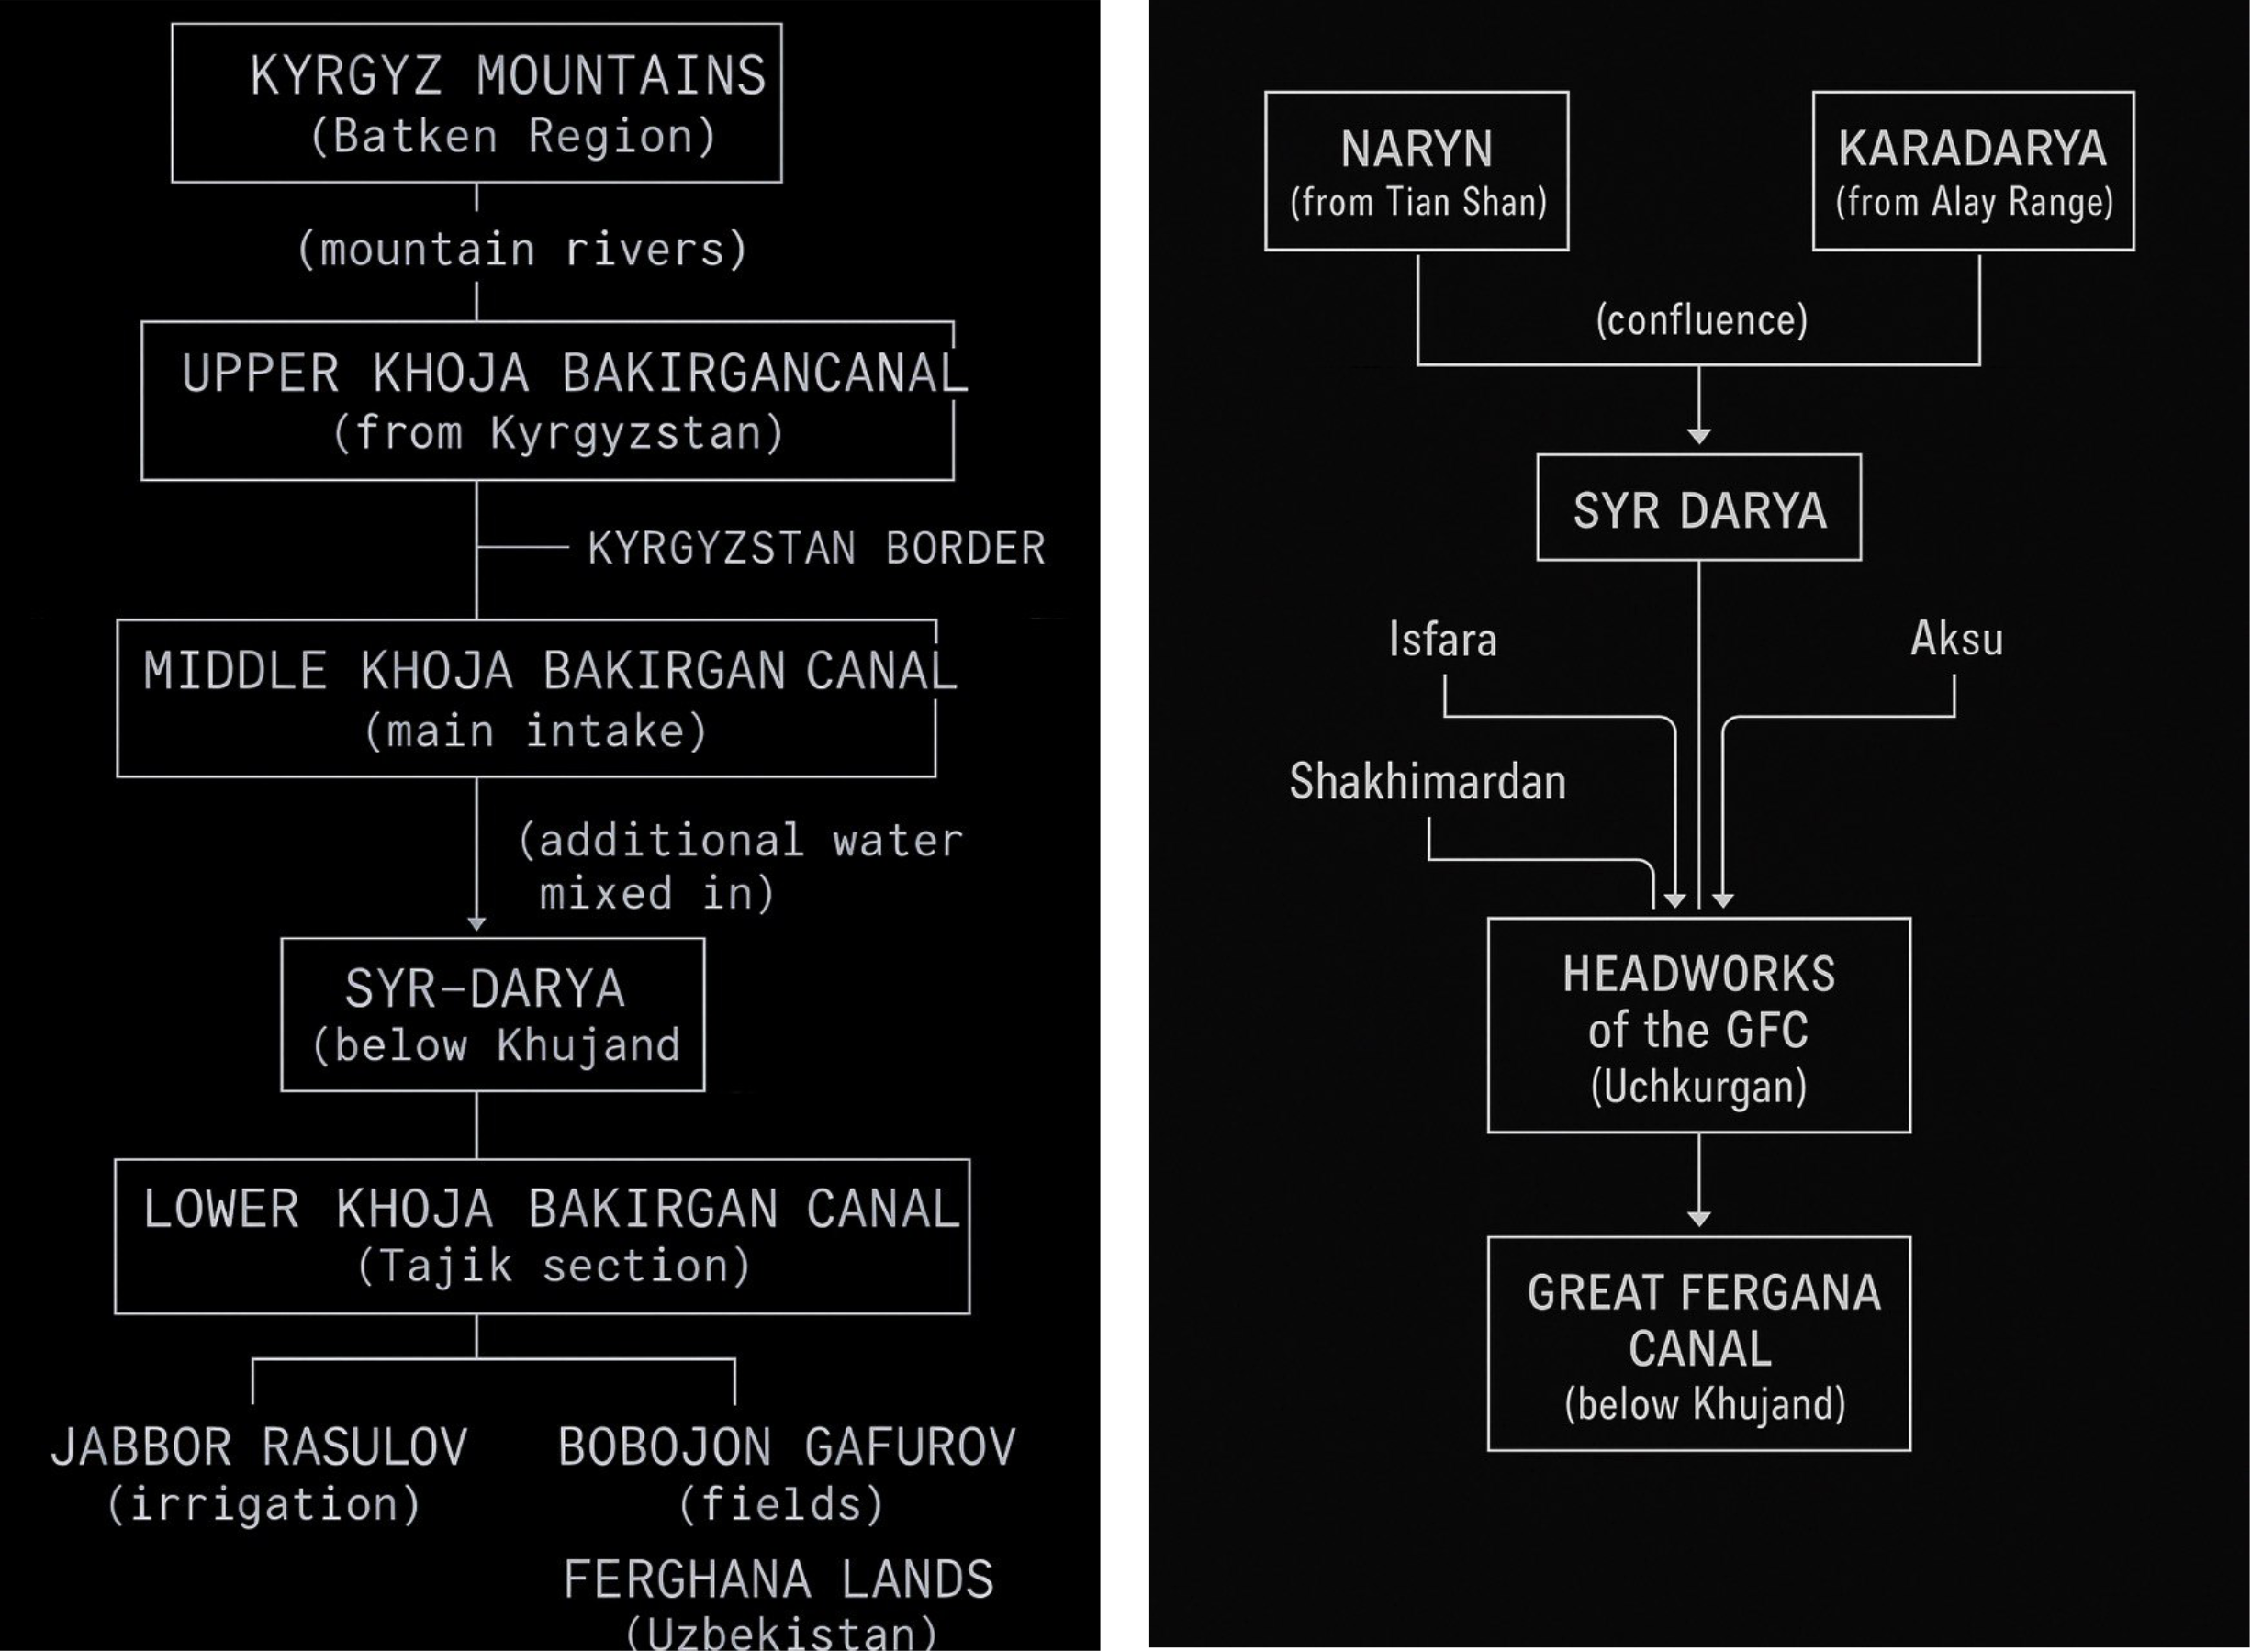 KYRGYZ MOUNTAINS
(Batken Region)
(mountain rivers)
UPPER KHOJA BAKIRGANCANAL
(from Kyrgyzstan)
KYRGYZSTAN BORDER
MIDDLE KHOJA BAKIRGAN CANAL
(main intake)
(additional water
mixed in)
SYR-DARYA
(below Khujand
LOWER KHOJA BAKIRGAN CANAL
(Tajik section)
JABBOR RASULOV
(irrigation)
BOBOJON GAFUROV
(fields)
FERGHANA LANDS
(Uzbekistan)
NARYN
(from Tian Shan)
KARADARYA
(from Alay Range)
(confluence)
SYR DARYA
Isfara
Aksu
Shakhimardan
HEADWORKS
of the GFC
(Uchkurgan)
GREAT FERGANA
CANAL
(below Khujand)